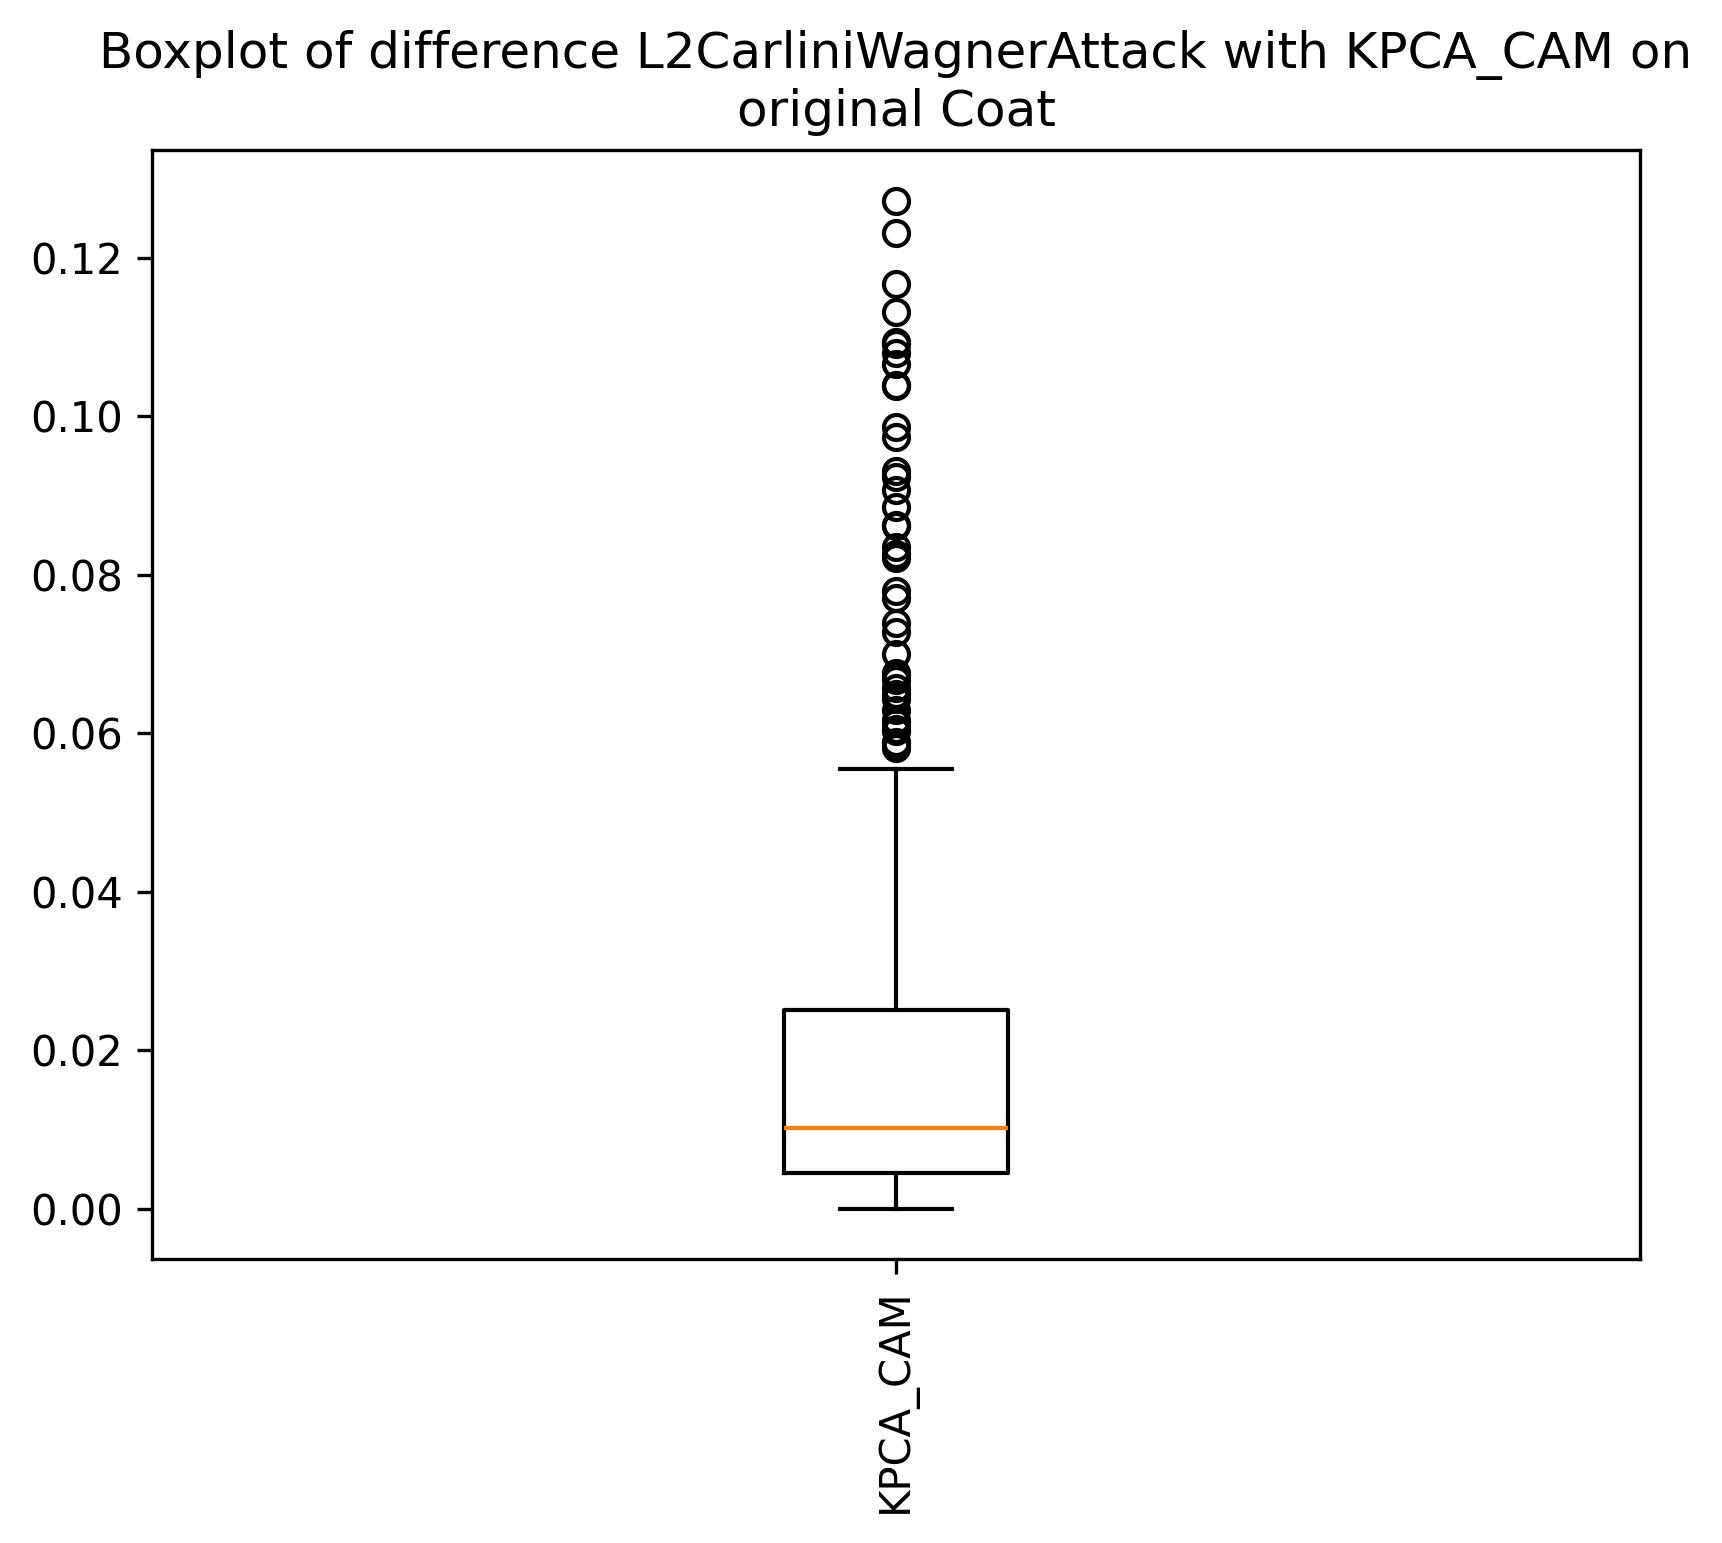 Boxplot of difference L2CarliniWagnerAttack with KPCA_CAM on
original Coat
0.12
0.10
0.08
0.06
0.04
0.02
0.00
KPCA_CAM